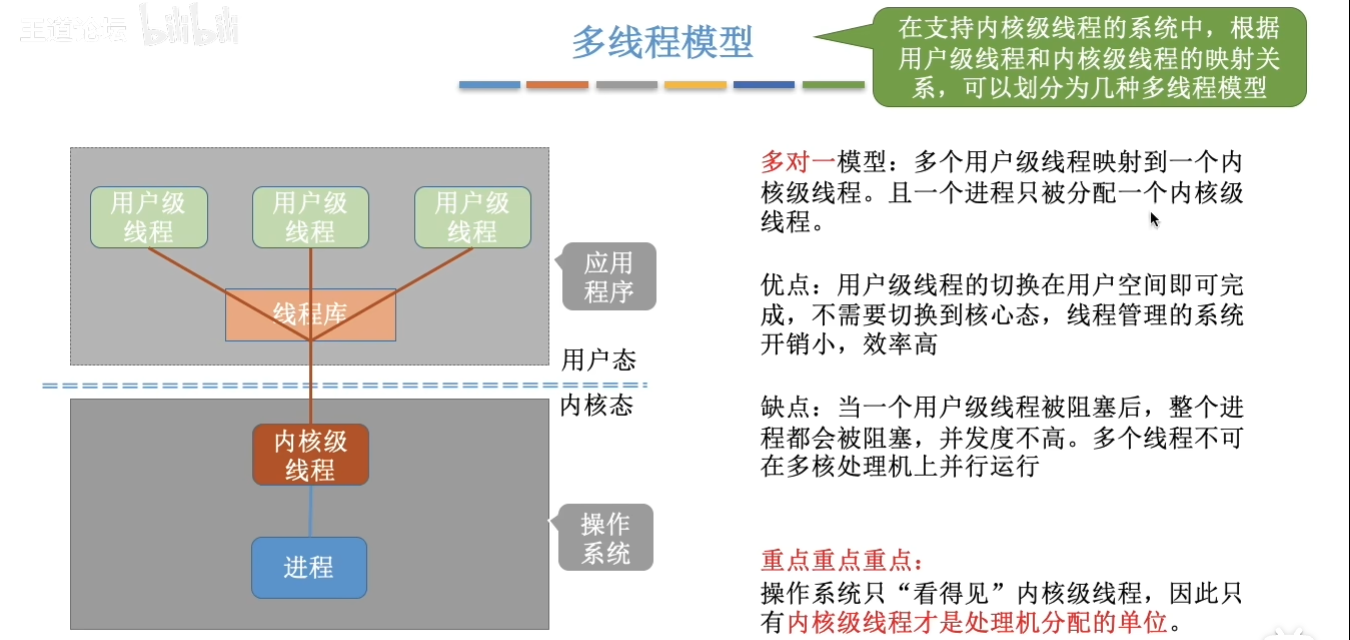 王道论坛 bilibili
多线程模型
在支持内核级线程的系统中，根据
用户级线程和内核级线程的映射关
系，可以划分为几种多线程模型
用户级
线程
用户级
线程
用户级
线程
线程库
应用
程序
用户态
内核态
内核级
线程
进程
操作
系统
多对一模型：多个用户级线程映射到一个内
核级线程。且一个进程只被分配一个内核级
线程。
优点：用户级线程的切换在用户空间即可完
成，不需要切换到核心态，线程管理的系统
开销小，效率高
缺点：当一个用户级线程被阻塞后，整个进
程都会被阻塞，并发度不高。多个线程不可
在多核处理机上并行运行
重点重点重点：
操作系统只“看得见”内核级线程，因此只
有内核级线程才是处理机分配的单位。